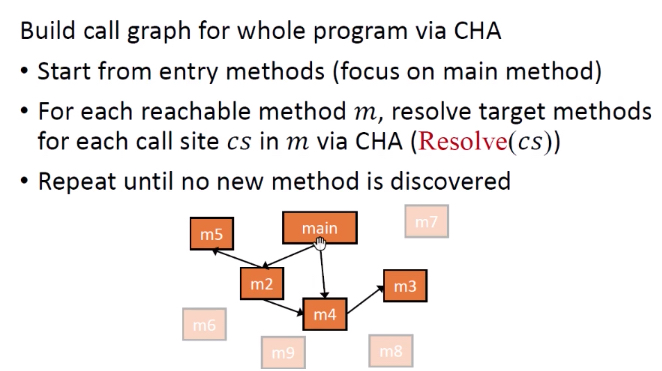 Build call graph for whole program via CHA
• Start from entry methods (focus on main method)
• For each reachable method m, resolve target methods
for each call site cs in m via CHA (Resolve(cs))
• Repeat until no new method is discovered
m5
main
m7
m2
m3
m4
m6
m9
m8